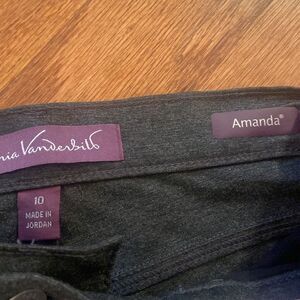 nia Vanderbilt
Amanda®
10
MADE IN
JORDAN